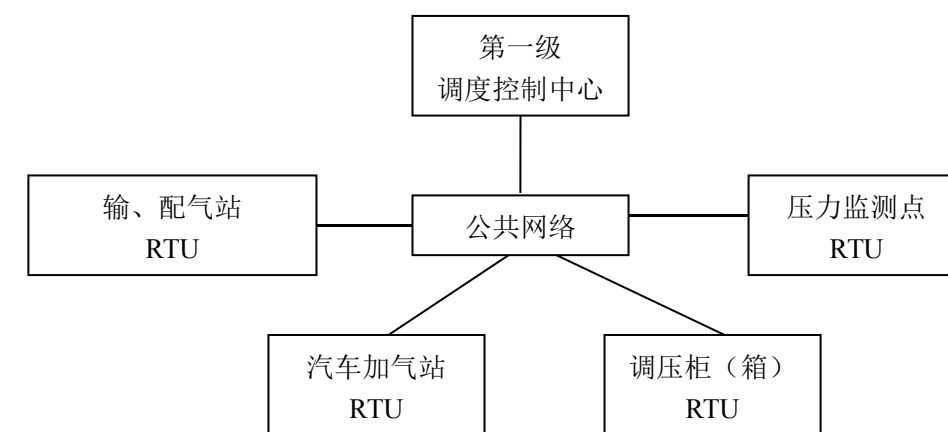 第一级
调度控制中心
输、配气站
RTU
公共网络
压力监测点
RTU
汽车加气站
RTU
调压柜（箱）
RTU